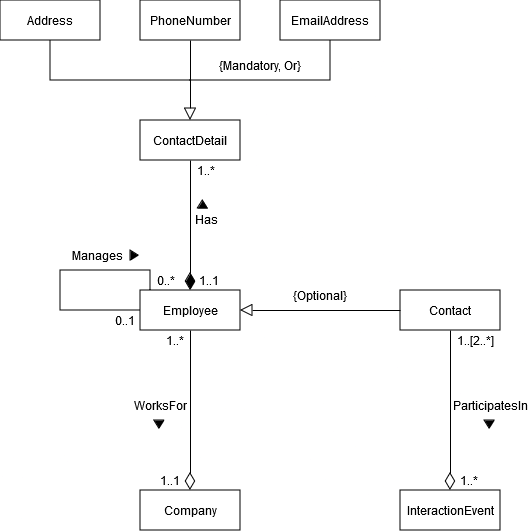 Address
PhoneNumber
EmailAddress
{Mandatory, Or}
ContactDetail
1..*
Has
Manages
0..*
1..1
Employee
{Optional}
Contact
0..1
1..*
1..[2..*]
WorksFor
ParticipatesIn
1..1
1..*
Company
InteractionEvent